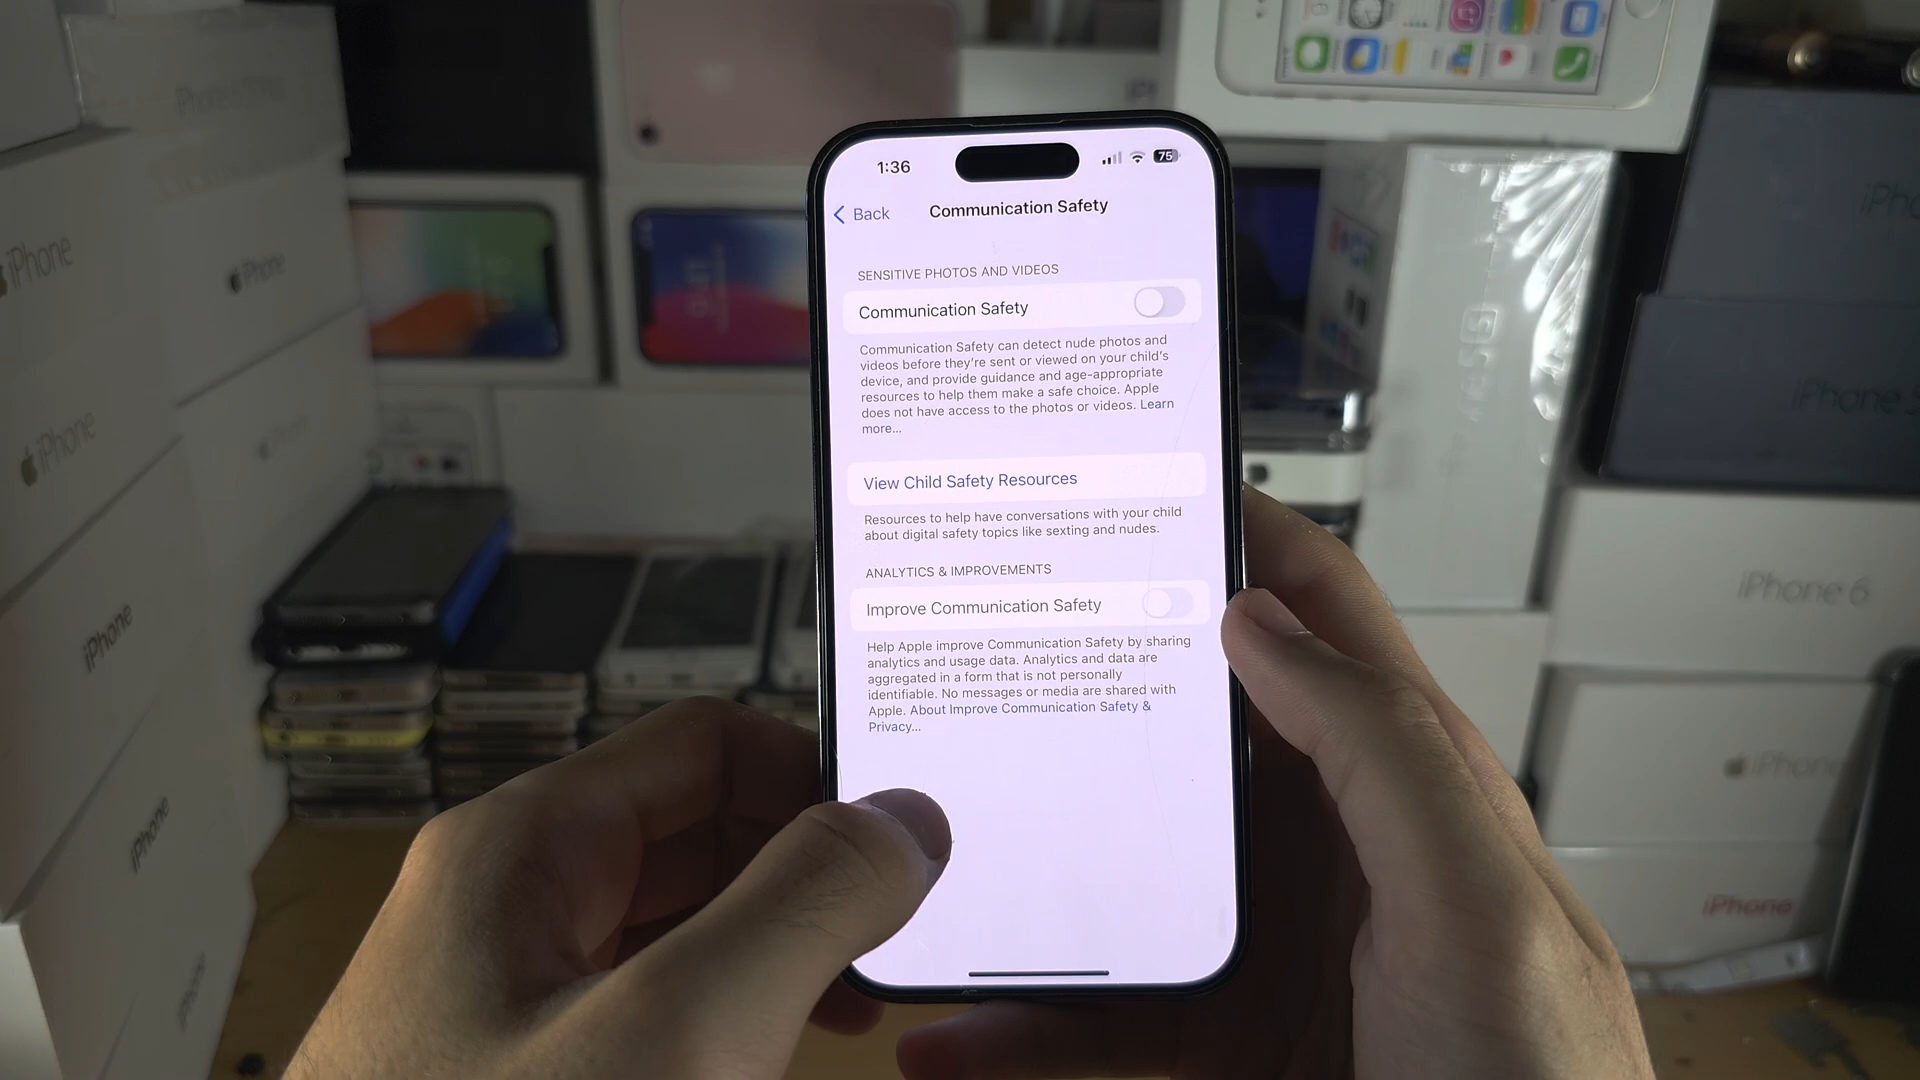 1:36
75
Back
Communication Safety
SENSITIVE PHOTOS AND VIDEOS
Communication Safety
Communication Safety can detect nude photos and
videos before they're sent or viewed on your child's
device, and provide guidance and age-appropriate
resources to help them make a safe choice. Apple
does not have access to the photos or videos. Learn
more...
View Child Safety Resources
Resources to help have conversations with your child
about digital safety topics like sexting and nudes.
ANALYTICS & IMPROVEMENTS
Improve Communication Safety
Help Apple improve Communication Safety by sharing
analytics and usage data. Analytics and data are
aggregated in a form that is not personally
identifiable. No messages or media are shared with
Apple. About Improve Communication Safety &
Privacy...
iPhone
iPhone
iPhone
iPhone
iPhone
iPhone
iPhone 6
iPhone
iPhone